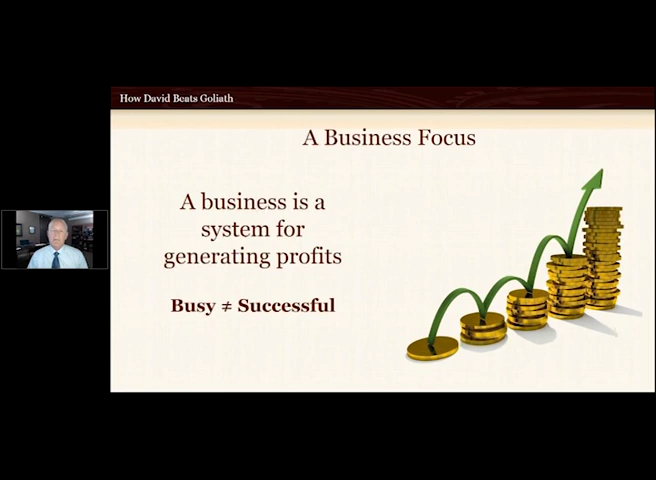 How David Beats Goliath
A Business Focus
A business is a
system for
generating profits
Busy ≠ Successful